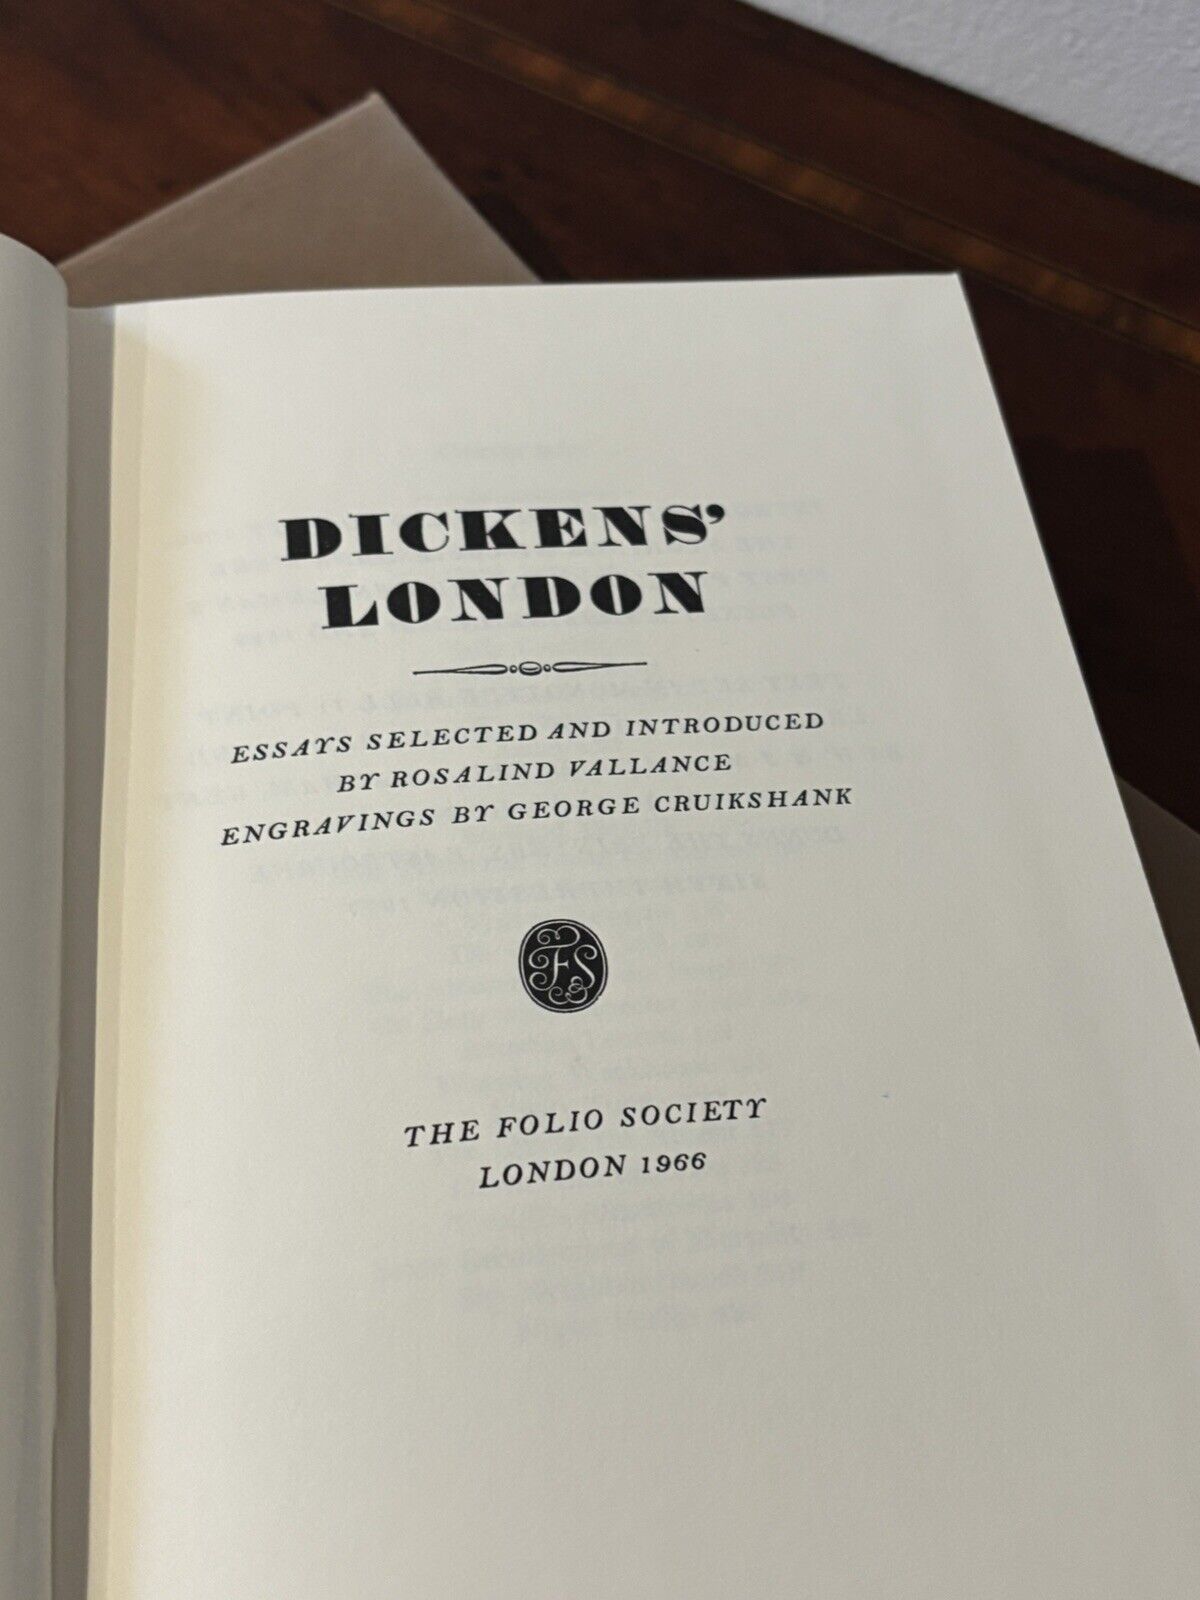 DICKENS'
LONDON
ESSAYS SELECTED AND INTRODUCED
BY ROSALIND VALLANCE
ENGRAVINGS BY GEORGE CRUIKSHANK
FS
THE FOLIO SOCIETY
LONDON 1966